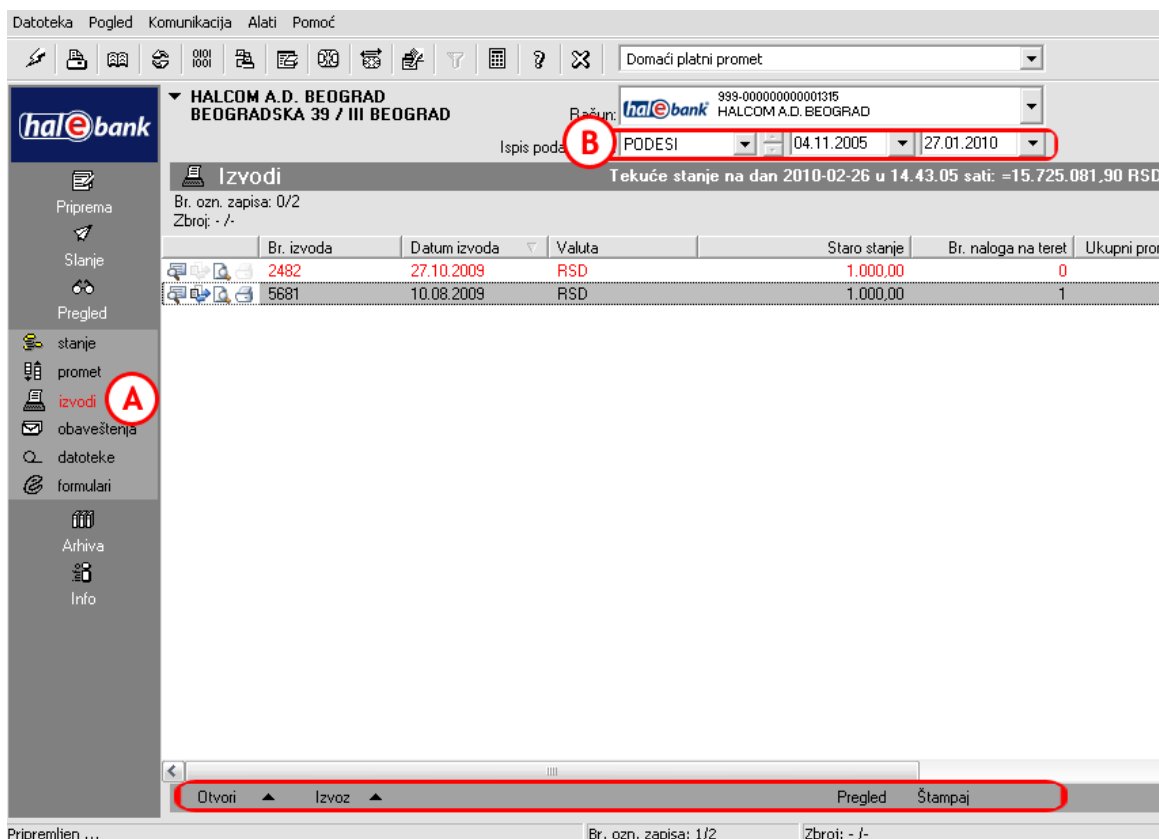 Datoteka Pogled Komunikacija Alati Pomoć
Domaći platni promet
halebank
HALCOM A.D. BEOGRAD
BEOGRADSKA 39 / III BEOGRAD
Račun:
halebank
999-000000000001315
HALCOM A.D. BEOGRAD
Ispis poda
B
PODESI 04.11.2005 27.01.2010
Izvodi
Tekuće stanje na dan 2010-02-26 u 14.43.05 sati: =15.725.081,90 RSD
Br. ozn. zapisa: 0/2
Zbroj: - /-
Br. izvoda Datum izvoda Valuta Staro stanje Br. naloga na teret Ukupni pro
2482 27.10.2009 RSD 1.000,00 0
5681 10.08.2009 RSD 1.000,00 1
Priprema
Slanje
Pregled
stanje
promet
izvodi
A
obaveštenja
datoteke
formulari
Arhiva
Info
Otvori Izvoz Pregled Štampaj
Pripremljen ... Br. ozn. zapisa: 1/2 Zbroj: - /-